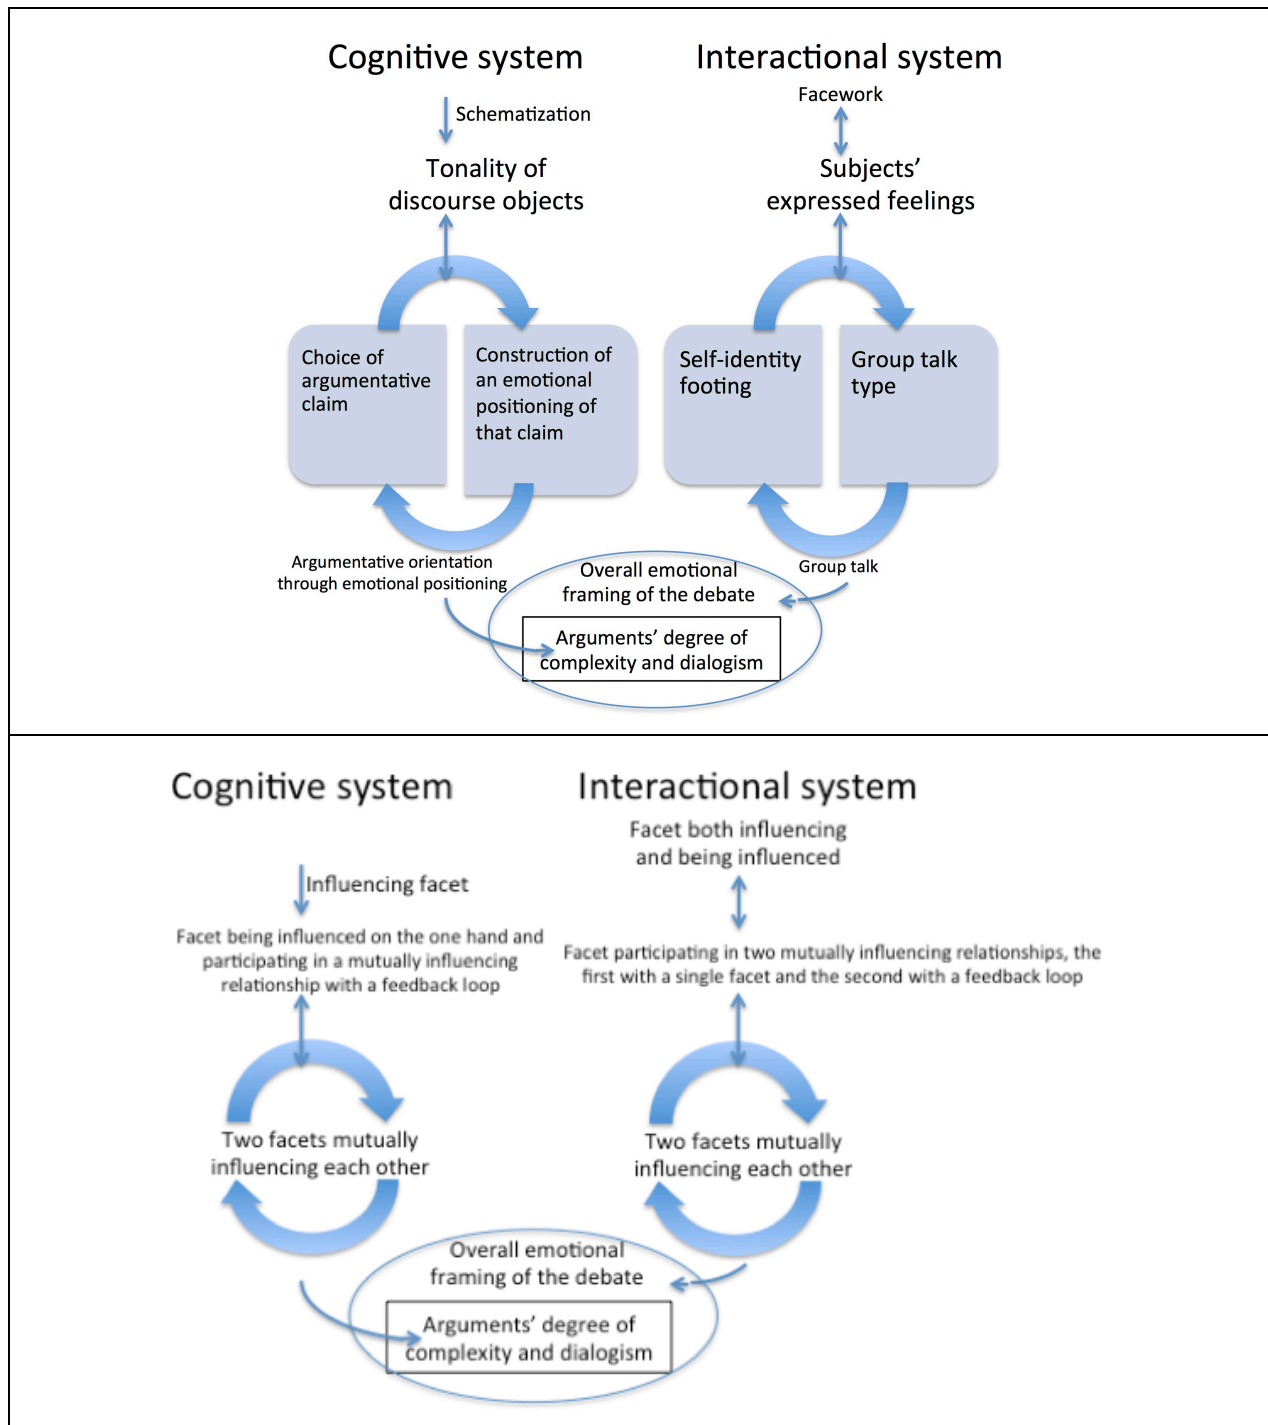 Cognitive system
Interactional system
Schematization
Facework
Tonality of
discourse objects
Subjects’
expressed feelings
Choice of
argumentative
claim
Construction of
an emotional
positioning of
that claim
Self-identity
footing
Group talk
type
Argumentative orientation
through emotional positioning
Group talk
Overall emotional
framing of the debate
Arguments’ degree of
complexity and dialogism
Cognitive system
Interactional system
Influencing facet
Facet both influencing
and being influenced
Facet being influenced on the one hand and
participating in a mutually influencing
relationship with a feedback loop
Facet participating in two mutually influencing relationships, the
first with a single facet and the second with a feedback loop
Two facets mutually
influencing each other
Two facets mutually
influencing each other
Overall emotional
framing of the debate
Arguments’ degree of
complexity and dialogism